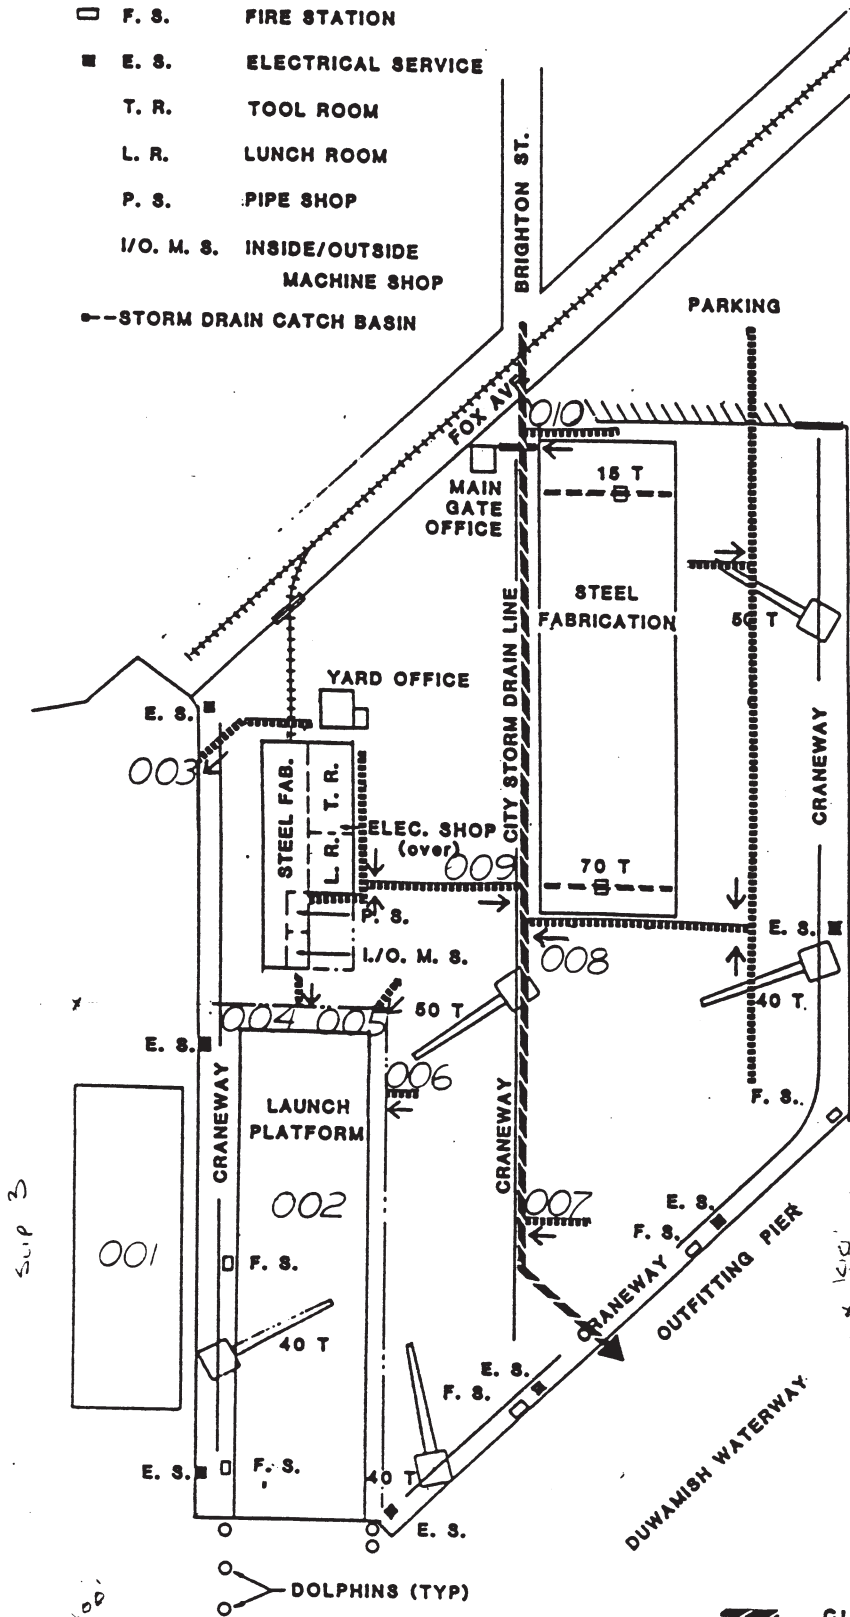 F. S. FIRE STATION
E. S. ELECTRICAL SERVICE
T. R. TOOL ROOM
L. R. LUNCH ROOM
P. S. PIPE SHOP
I/O. M. S. INSIDE/OUTSIDE
MACHINE SHOP
STORM DRAIN CATCH BASIN
BRIGHTON ST.
PARKING
FOX AVE.
010
MAIN
GATE
OFFICE
15 T
STEEL
FABRICATION
50 T
CITY STORM DRAIN LINE
CRANEWAY
YARD OFFICE
E. S.
003
STEEL FAB.
T. R.
L. R.
ELEC. SHOP
(over)
009
70 T
P. S.
I./O. M. S.
008
E. S.
40 T.
50 T
004 005
E. S.
006
F. S.
CRANEWAY
LAUNCH
PLATFORM
CRANEWAY
002
007
SLIP 3
001
E. S.
F. S.
F. S.
CRANEWAY
OUTFITTING PIER
40 T
E. S.
F. S.
E. S.
F. S.
40 T
E. S.
DUWAMISH WATERWAY
DOLPHINS (TYP)